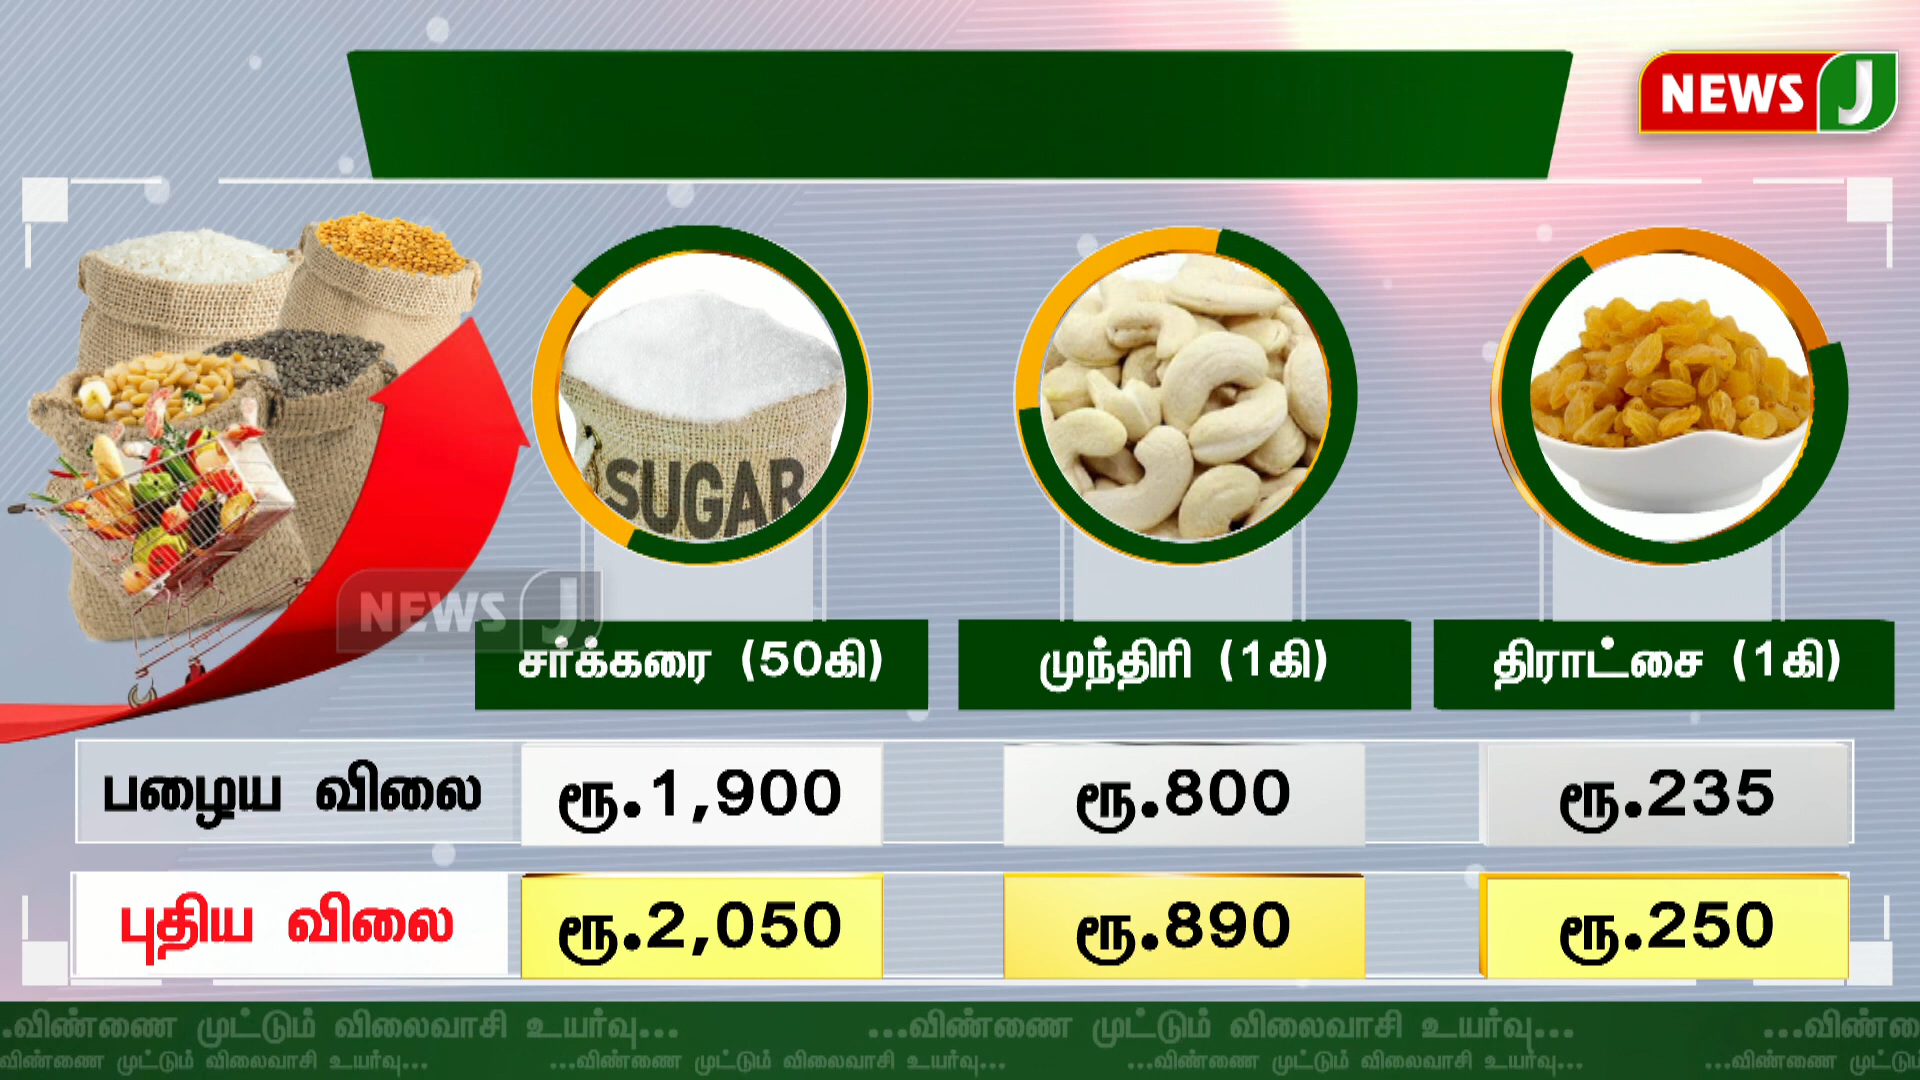 NEWS J
SUGAR
NEWS J
சர்க்கரை (50கி) முந்திரி (1கி) திராட்சை (1கி)
பழைய விலை ரூ.1,900 ரூ.800 ரூ.235
புதிய விலை ரூ.2,050 ரூ.890 ரூ.250
...விண்ணை முட்டும் விலைவாசி உயர்வு... ...விண்ணை முட்டும் விலைவாசி உயர்வு... ...விண்ணை
விண்ணை முட்டும் விலைவாசி உயர்வு... ...விண்ணை முட்டும் விலைவாசி உயர்வு... ...விண்ணை முட்டும் விலைவாசி உயர்வு... ...விண்ணை முட்டும்